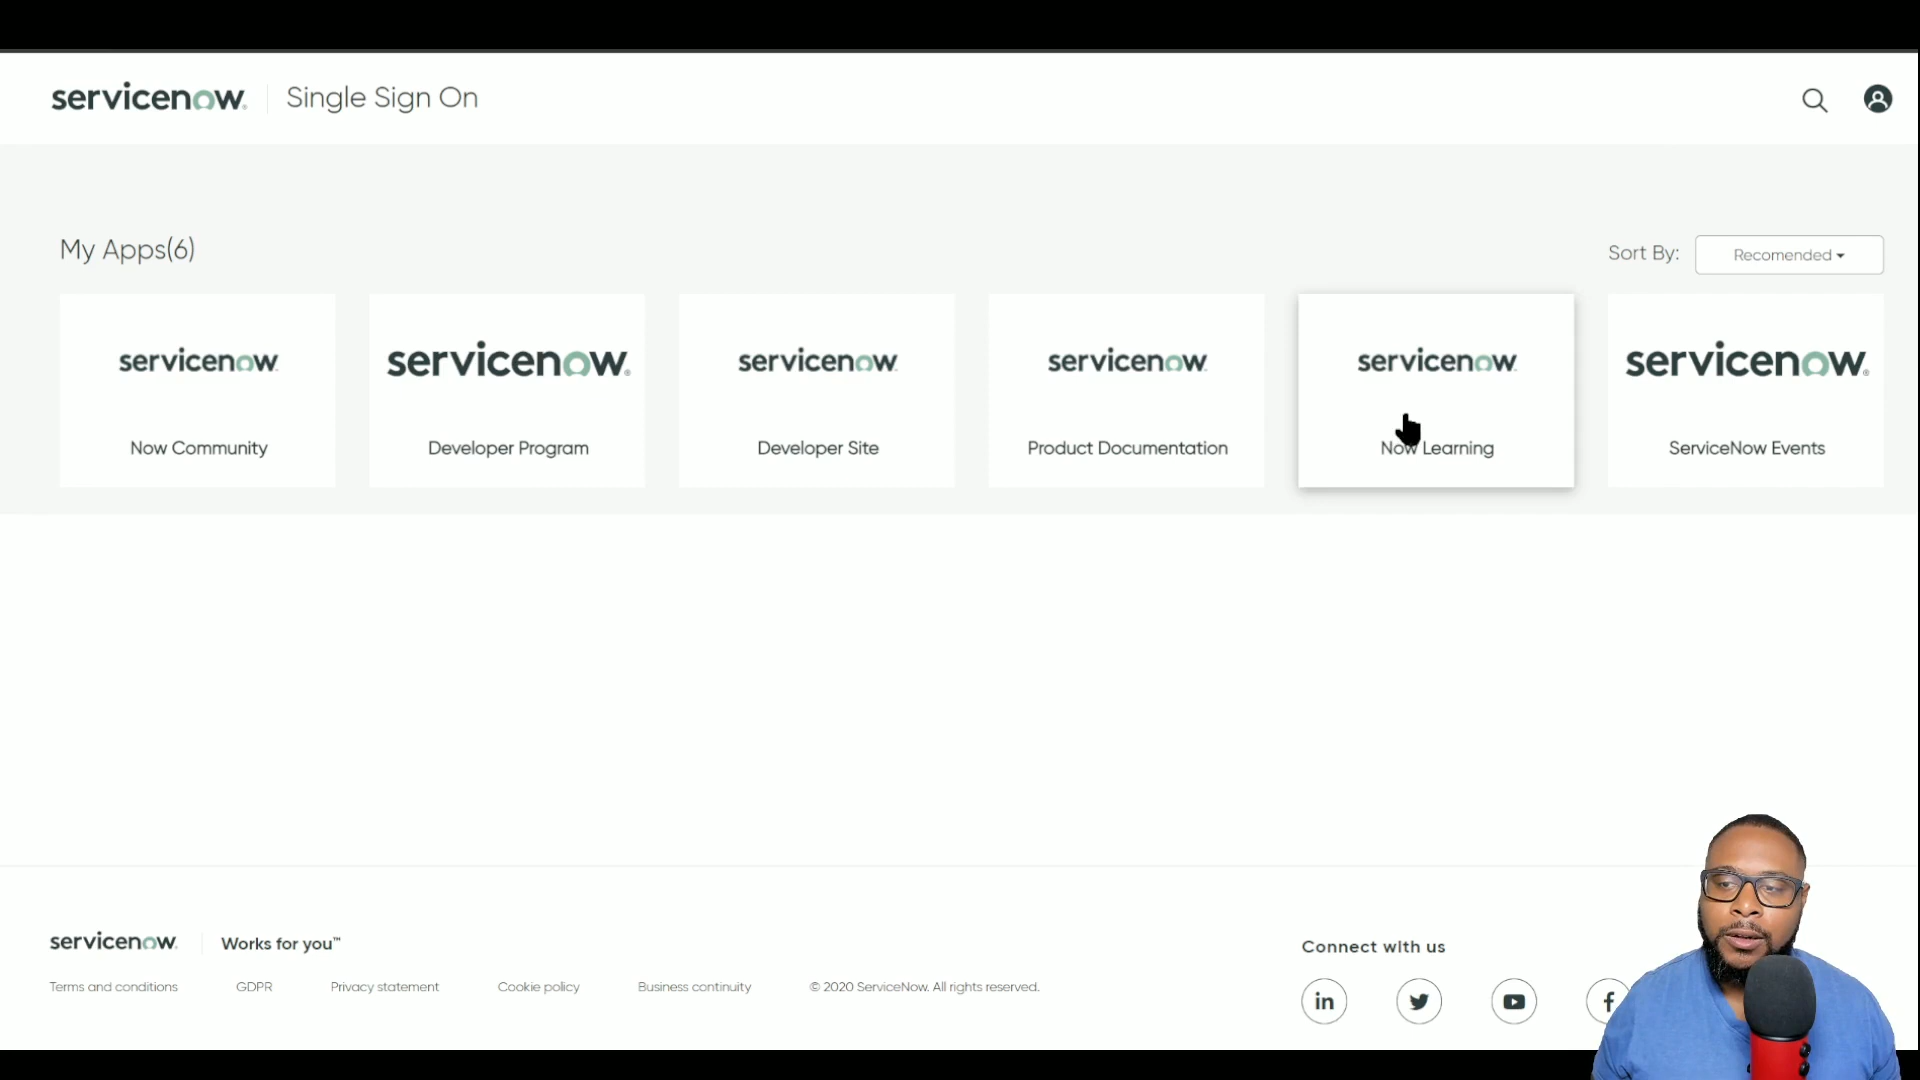 servicenow. Single Sign On
My Apps(6)
Sort By: Recomended
servicenow. servicenow. servicenow. servicenow. servicenow. servicenow.
Now Community Developer Program Developer Site Product Documentation Now Learning ServiceNow Events
servicenow. Works for you™
Connect with us
Terms and conditions GDPR Privacy statement Cookie policy Business continuity © 2020 ServiceNow. All rights reserved.
in f